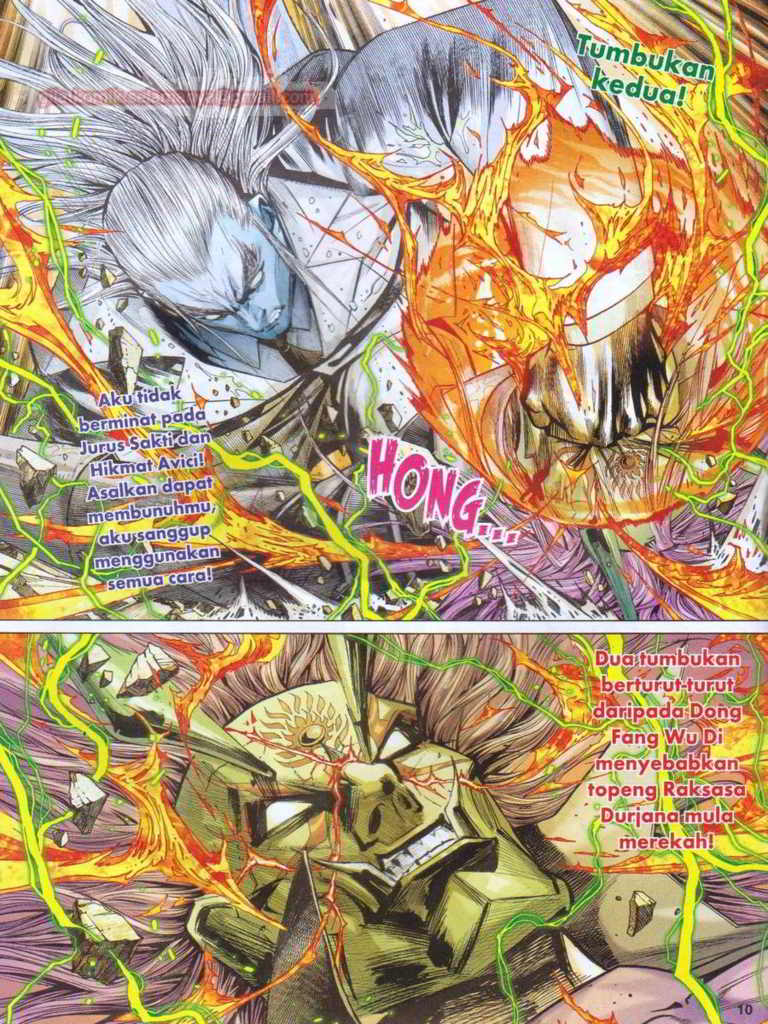 Tumbukan
kedua!
Aku tidak
berminat pada
Jurus Sakti dan
Hikmat Avici!
Asalkan dapat
membunuhmu,
aku sanggup
menggunakan
semua cara!
HONG...
Dua tumbukan
berturut-turut
daripada Dong
Fang Wu Di
menyebabkan
topeng Raksasa
Durjana mula
merekah!
10